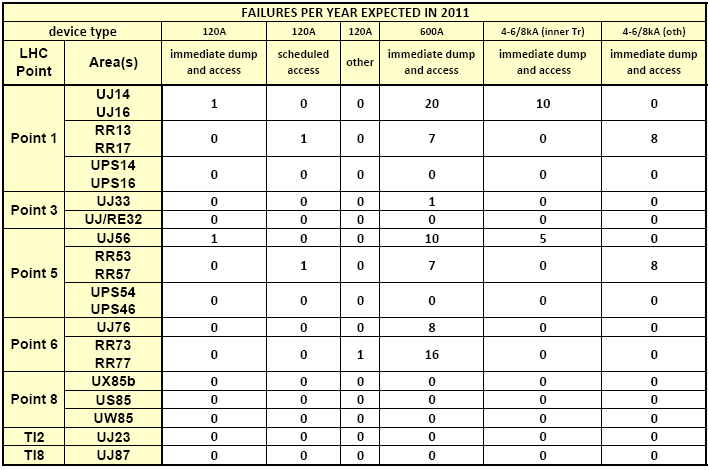 FAILURES PER YEAR EXPECTED IN 2011
device type 120A 120A 120A 600A 4-6/8kA (inner Tr) 4-6/8kA (oth)
LHC Point Area(s) immediate dump and access scheduled access other immediate dump and access immediate dump and access immediate dump and access
Point 1 UJ14 UJ16 1 0 0 20 10 0
RR13 RR17 0 1 0 7 0 8
UPS14 UPS16 0 0 0 0 0 0
Point 3 UJ33 0 0 0 1 0 0
UJ/RE32 0 0 0 0 0 0
Point 5 UJ56 1 0 0 10 5 0
RR53 RR57 0 1 0 7 0 8
UPS54 UPS46 0 0 0 0 0 0
Point 6 UJ76 0 0 0 8 0 0
RR73 RR77 0 0 1 16 0 0
Point 8 UX85b 0 0 0 0 0 0
US85 0 0 0 0 0 0
UW85 0 0 0 0 0 0
TI2 UJ23 0 0 0 0 0 0
TI8 UJ87 0 0 0 0 0 0